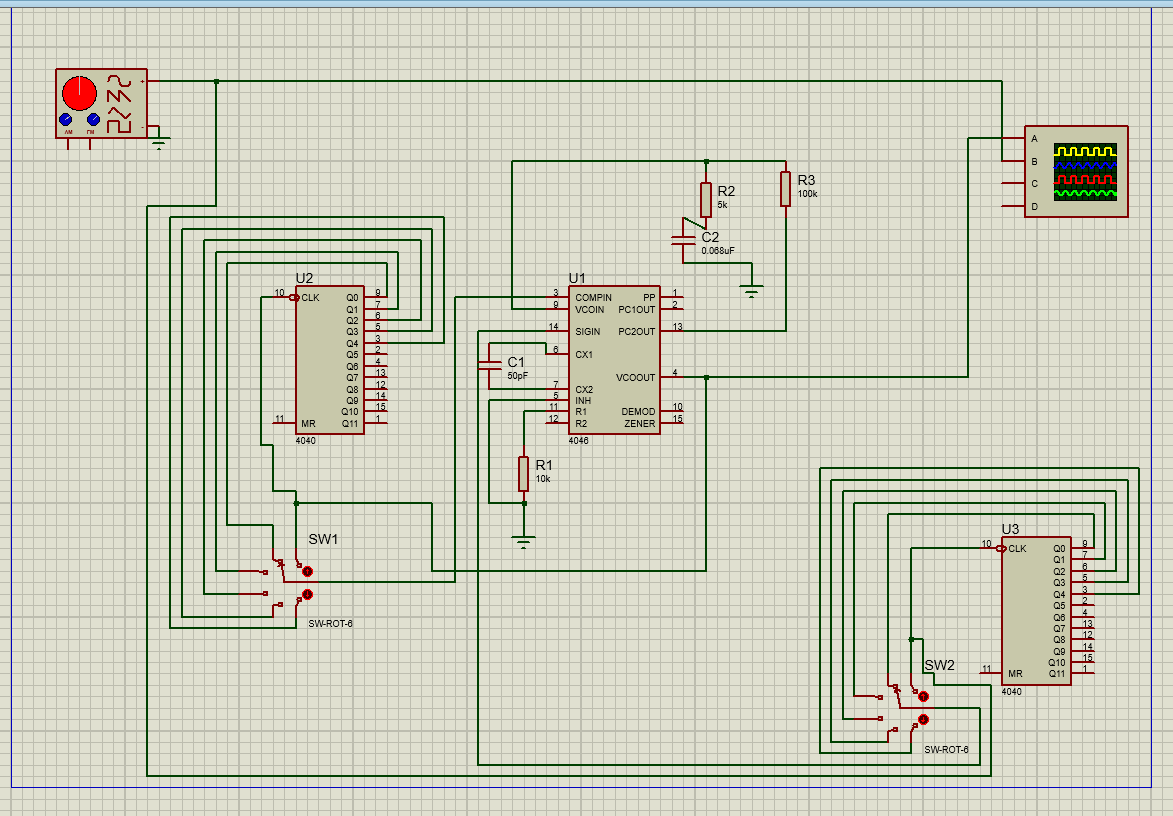 +
-
AM FM
A
B
C
D
R2
5k
R3
100k
C2
0.068uF
U2
10 CLK Q0 9
Q1 7
Q2 6
Q3 5
Q4 3
Q5 2
Q6 4
Q7 13
Q8 12
Q9 14
Q10 15
11 MR Q11 1
4040
U1
3 COMPIN PP 1
9 VCOIN PC1OUT 2
14 SIGIN PC2OUT 13
6 CX1
VCOOUT 4
7 CX2
5 INH
11 R1 DEMOD 10
12 R2 ZENER 15
4046
C1
50pF
R1
10k
SW1
SW-ROT-6
U3
10 CLK Q0 9
Q1 7
Q2 6
Q3 5
Q4 3
Q5 2
Q6 4
Q7 13
Q8 12
Q9 14
Q10 15
11 MR Q11 1
4040
SW2
SW-ROT-6